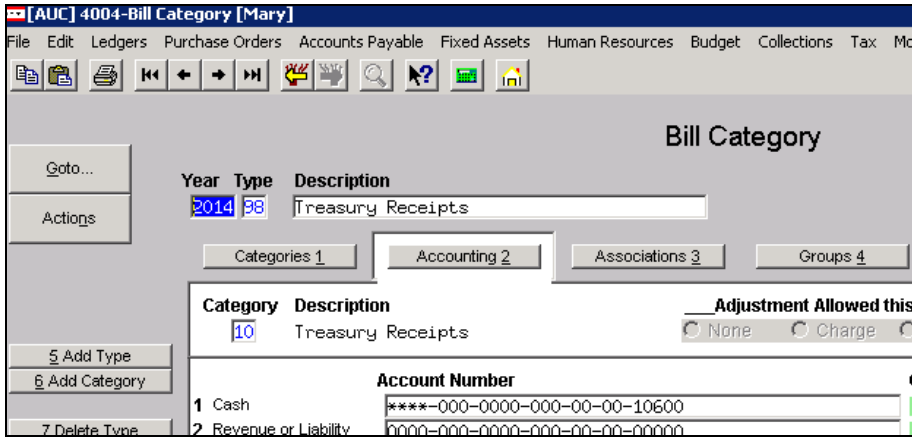 [AUC] 4004-Bill Category [Mary]
File Edit Ledgers Purchase Orders Accounts Payable Fixed Assets Human Resources Budget Collections Tax
Bill Category
Goto...
Actions
Year Type Description
2014 98 Treasury Receipts
Categories 1 Accounting 2 Associations 3 Groups 4
Category Description ___Adjustment Allowed this
10 Treasury Receipts None Charge
5 Add Type
6 Add Category
Account Number
1 Cash ****-000-0000-000-00-00-10600
7 Delete Type 2 Revenue or Liability 0000-000-0000-000-00-00-00000